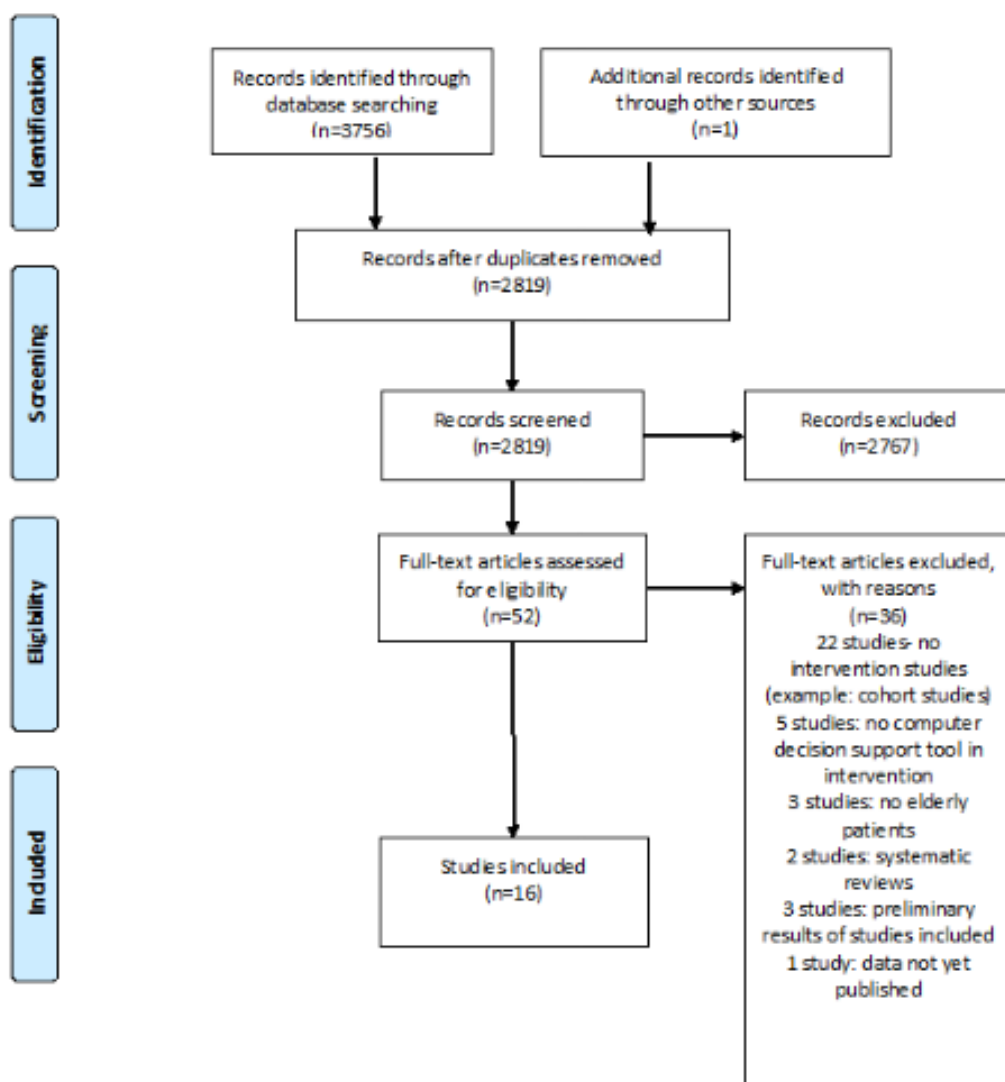 Identification
Records identified through
database searching
(n=3756)
Additional records identified
through other sources
(n=1)
Records after duplicates removed
(n=2819)
Screening
Records screened
(n=2819)
Records excluded
(n=2767)
Eligibility
Full-text articles assessed
for eligibility
(n=52)
Full-text articles excluded,
with reasons
(n=36)
22 studies- no
intervention studies
(example: cohort studies)
5 studies: no computer
decision support tool in
intervention
3 studies: no elderly
patients
2 studies: systematic
reviews
3 studies: preliminary
results of studies included
1 study: data not yet
published
Included
Studies included
(n=16)